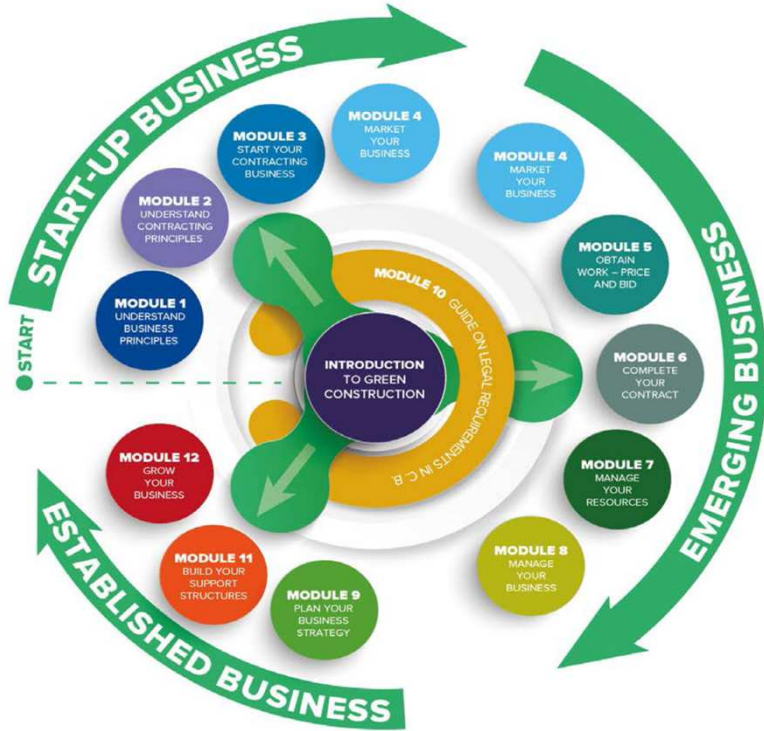 START
START-UP BUSINESS
MODULE 1
UNDERSTAND
BUSINESS
PRINCIPLES
MODULE 2
UNDERSTAND
CONTRACTING
PRINCIPLES
MODULE 3
START YOUR
CONTRACTING
BUSINESS
MODULE 4
MARKET
YOUR
BUSINESS
EMERGING BUSINESS
MODULE 4
MARKET
YOUR
BUSINESS
MODULE 5
OBTAIN
WORK – PRICE
AND BID
MODULE 6
COMPLETE
YOUR
CONTRACT
MODULE 7
MANAGE
YOUR
RESOURCES
MODULE 8
MANAGE
YOUR
BUSINESS
ESTABLISHED BUSINESS
MODULE 9
PLAN YOUR
BUSINESS
STRATEGY
MODULE 11
BUILD YOUR
SUPPORT
STRUCTURES
MODULE 12
GROW
YOUR
BUSINESS
MODULE 10 GUIDE ON LEGAL REQUIREMENTS IN C.B.
INTRODUCTION
TO GREEN
CONSTRUCTION